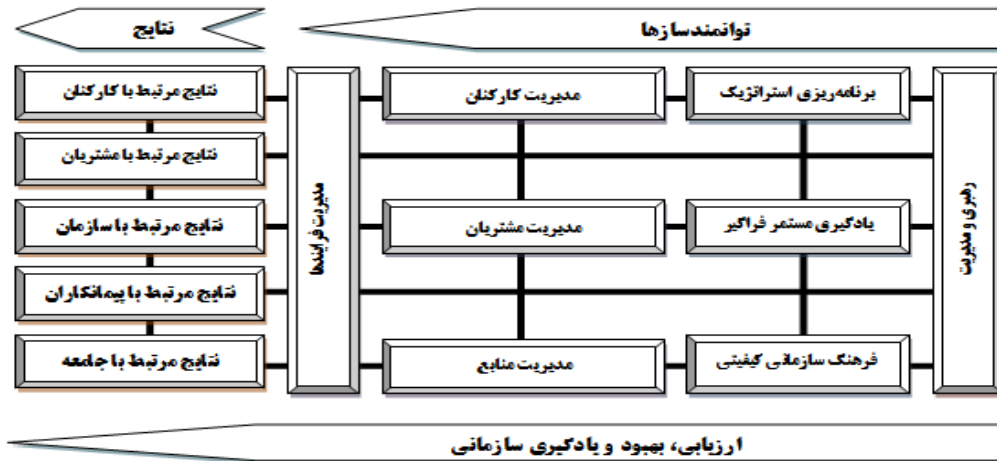 توانمندسازها
نتایج
رهبری و مدیریت
برنامه‌ریزی استراتژیک
مدیریت کارکنان
یادگیری مستمر فراگیر
مدیریت مشتریان
فرهنگ سازمانی کیفیتی
مدیریت منابع
مدیریت فرایندها
نتایج مرتبط با کارکنان
نتایج مرتبط با مشتریان
نتایج مرتبط با سازمان
نتایج مرتبط با پیمانکاران
نتایج مرتبط با جامعه
ارزیابی، بهبود و یادگیری سازمانی